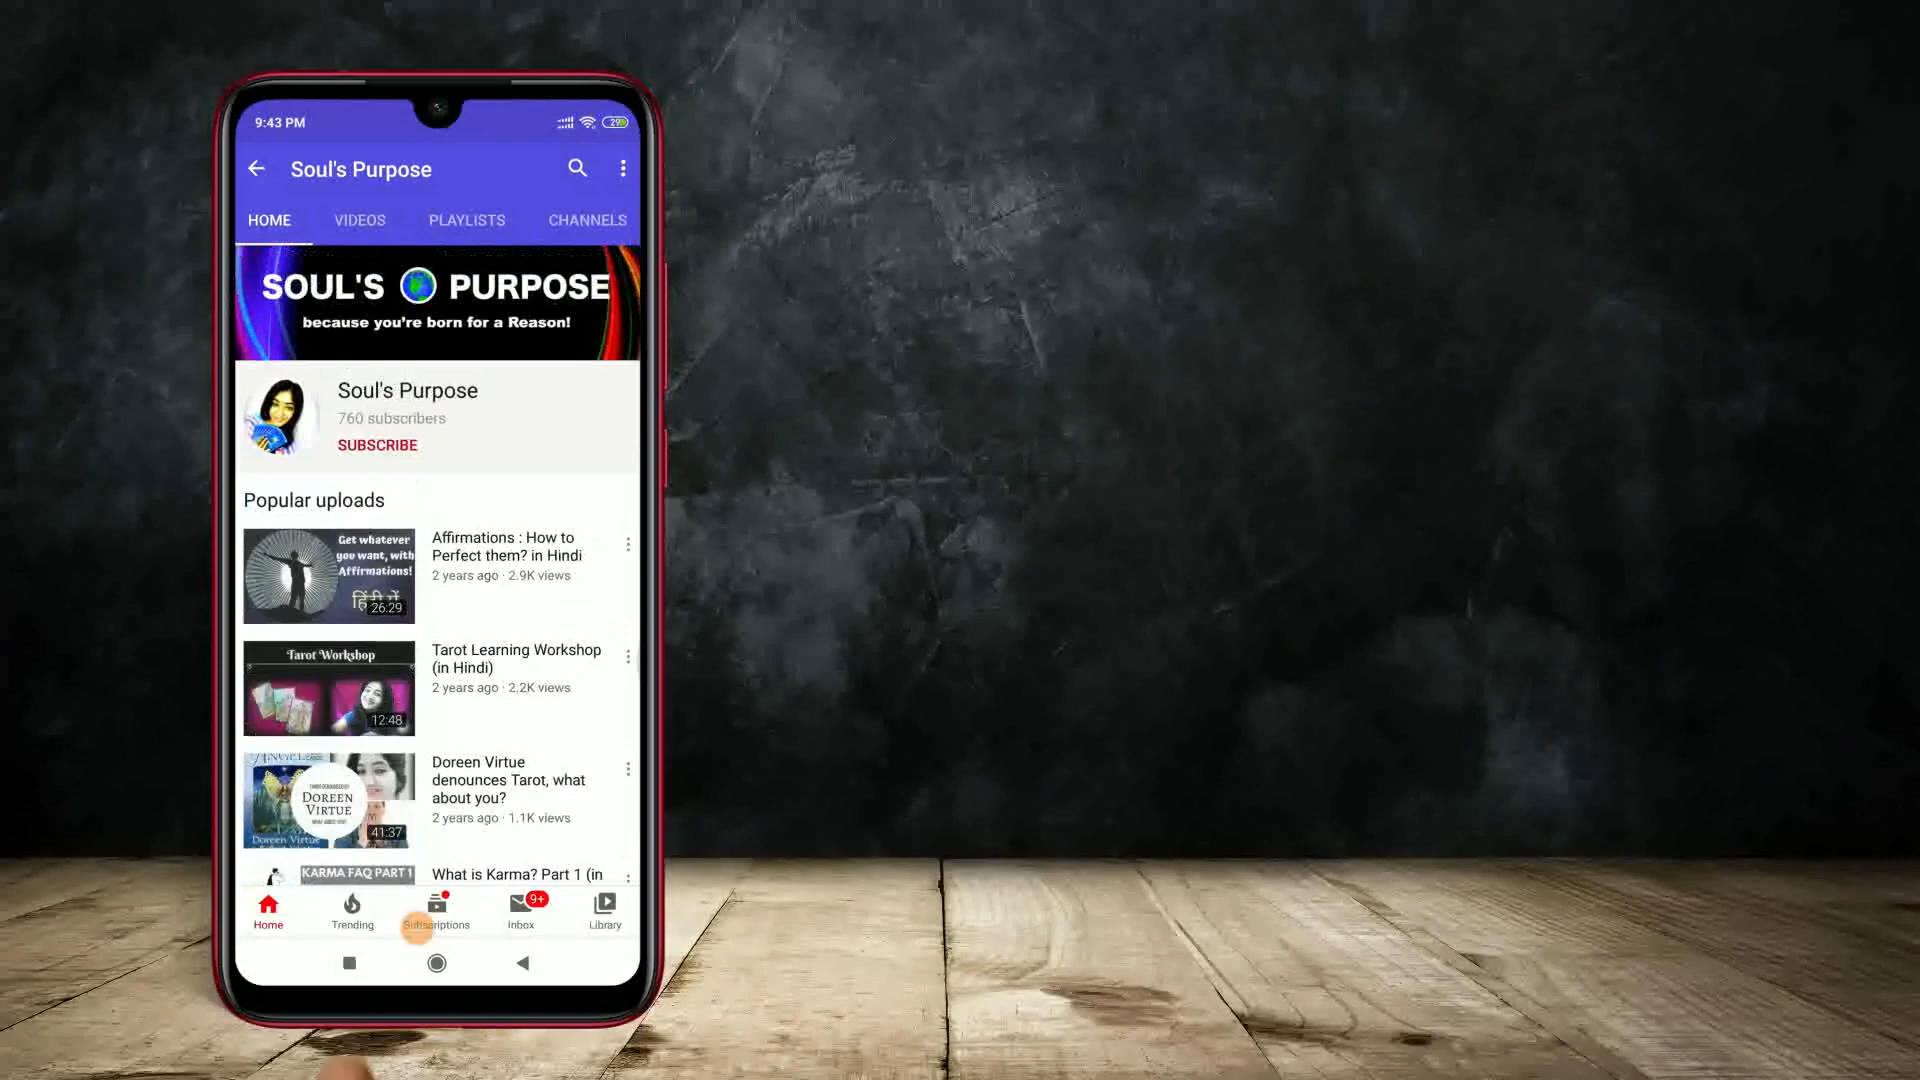 9:43 PM
29
Soul's Purpose
HOME VIDEOS PLAYLISTS CHANNELS
SOUL'S PURPOSE
because you're born for a Reason!
Soul's Purpose
760 subscribers
SUBSCRIBE
Popular uploads
Get whatever
you want, with
Affirmations!
हिंदी में
26:29
Affirmations : How to
Perfect them? in Hindi
2 years ago · 2.9K views
Tarot Workshop
12:48
Tarot Learning Workshop
(in Hindi)
2 years ago · 2.2K views
ANGEL
DOREEN
VIRTUE
Doreen Virtue
41:37
Doreen Virtue
denounces Tarot, what
about you?
2 years ago · 1.1K views
KARMA FAQ PART 1
What is Karma? Part 1 (in
9+
Home Trending Subscriptions Inbox Library